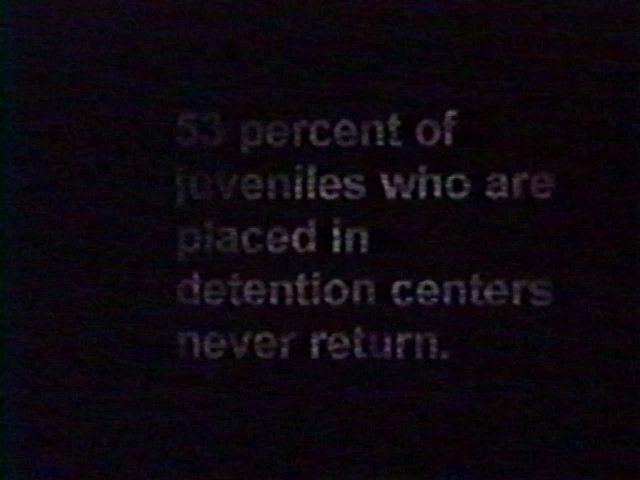 53 percent of
juveniles who are
placed in
detention centers
never return.